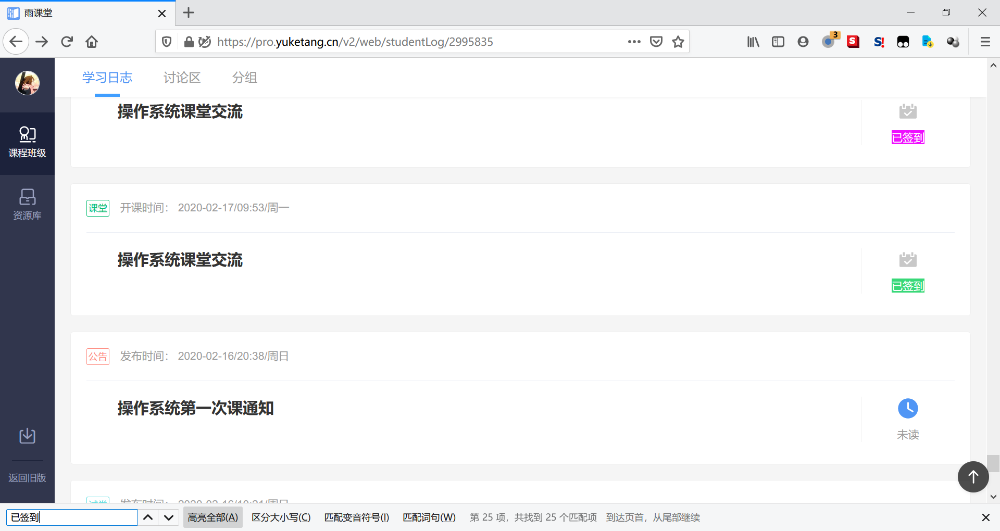 雨课堂
https://pro.yuketang.cn/v2/web/studentLog/2995835
3
学习日志 讨论区 分组
课程班级
资源库
返回旧版
操作系统课堂交流
已签到
课堂 开课时间： 2020-02-17/09:53/周一
操作系统课堂交流
已签到
公告 发布时间： 2020-02-16/20:38/周日
操作系统第一次课通知
未读
已签到 高亮全部(A) 区分大小写(C) 匹配变音符号(I) 匹配词句(W) 第 25 项，共找到 25 个匹配项 到达页首，从尾部继续